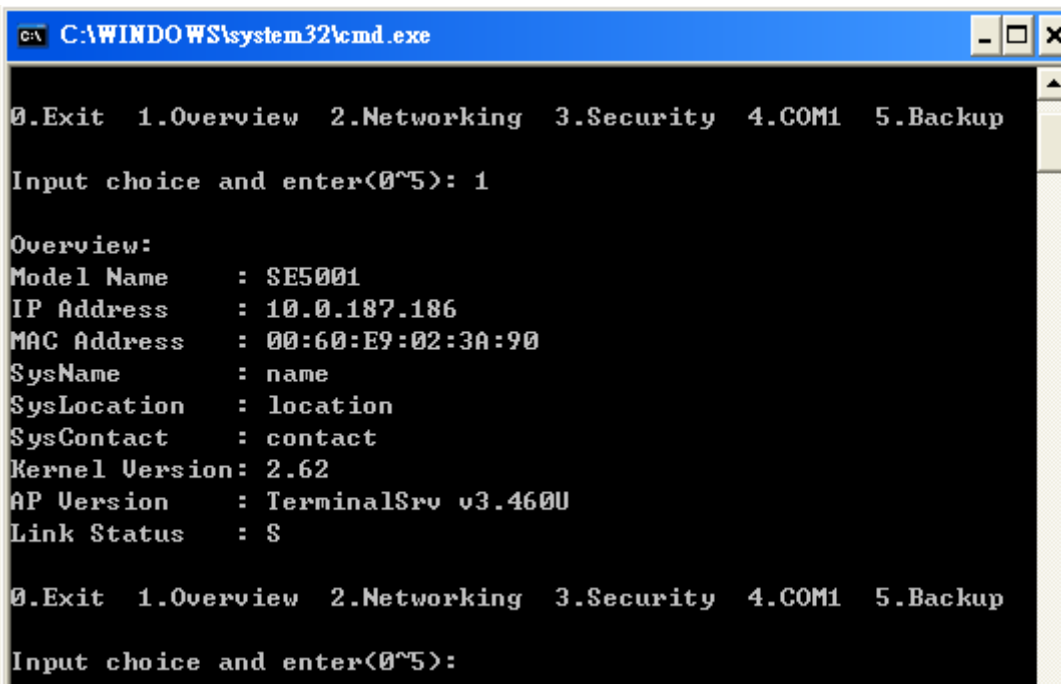 C:\WINDOWS\system32\cmd.exe
0.Exit  1.Overview  2.Networking  3.Security  4.COM1  5.Backup
Input choice and enter(0~5): 1
Overview:
Model Name    : SE5001
IP Address    : 10.0.187.186
MAC Address   : 00:60:E9:02:3A:90
SysName       : name
SysLocation   : location
SysContact    : contact
Kernel Version: 2.62
AP Version    : TerminalSrv v3.460U
Link Status   : S
0.Exit  1.Overview  2.Networking  3.Security  4.COM1  5.Backup
Input choice and enter(0~5):